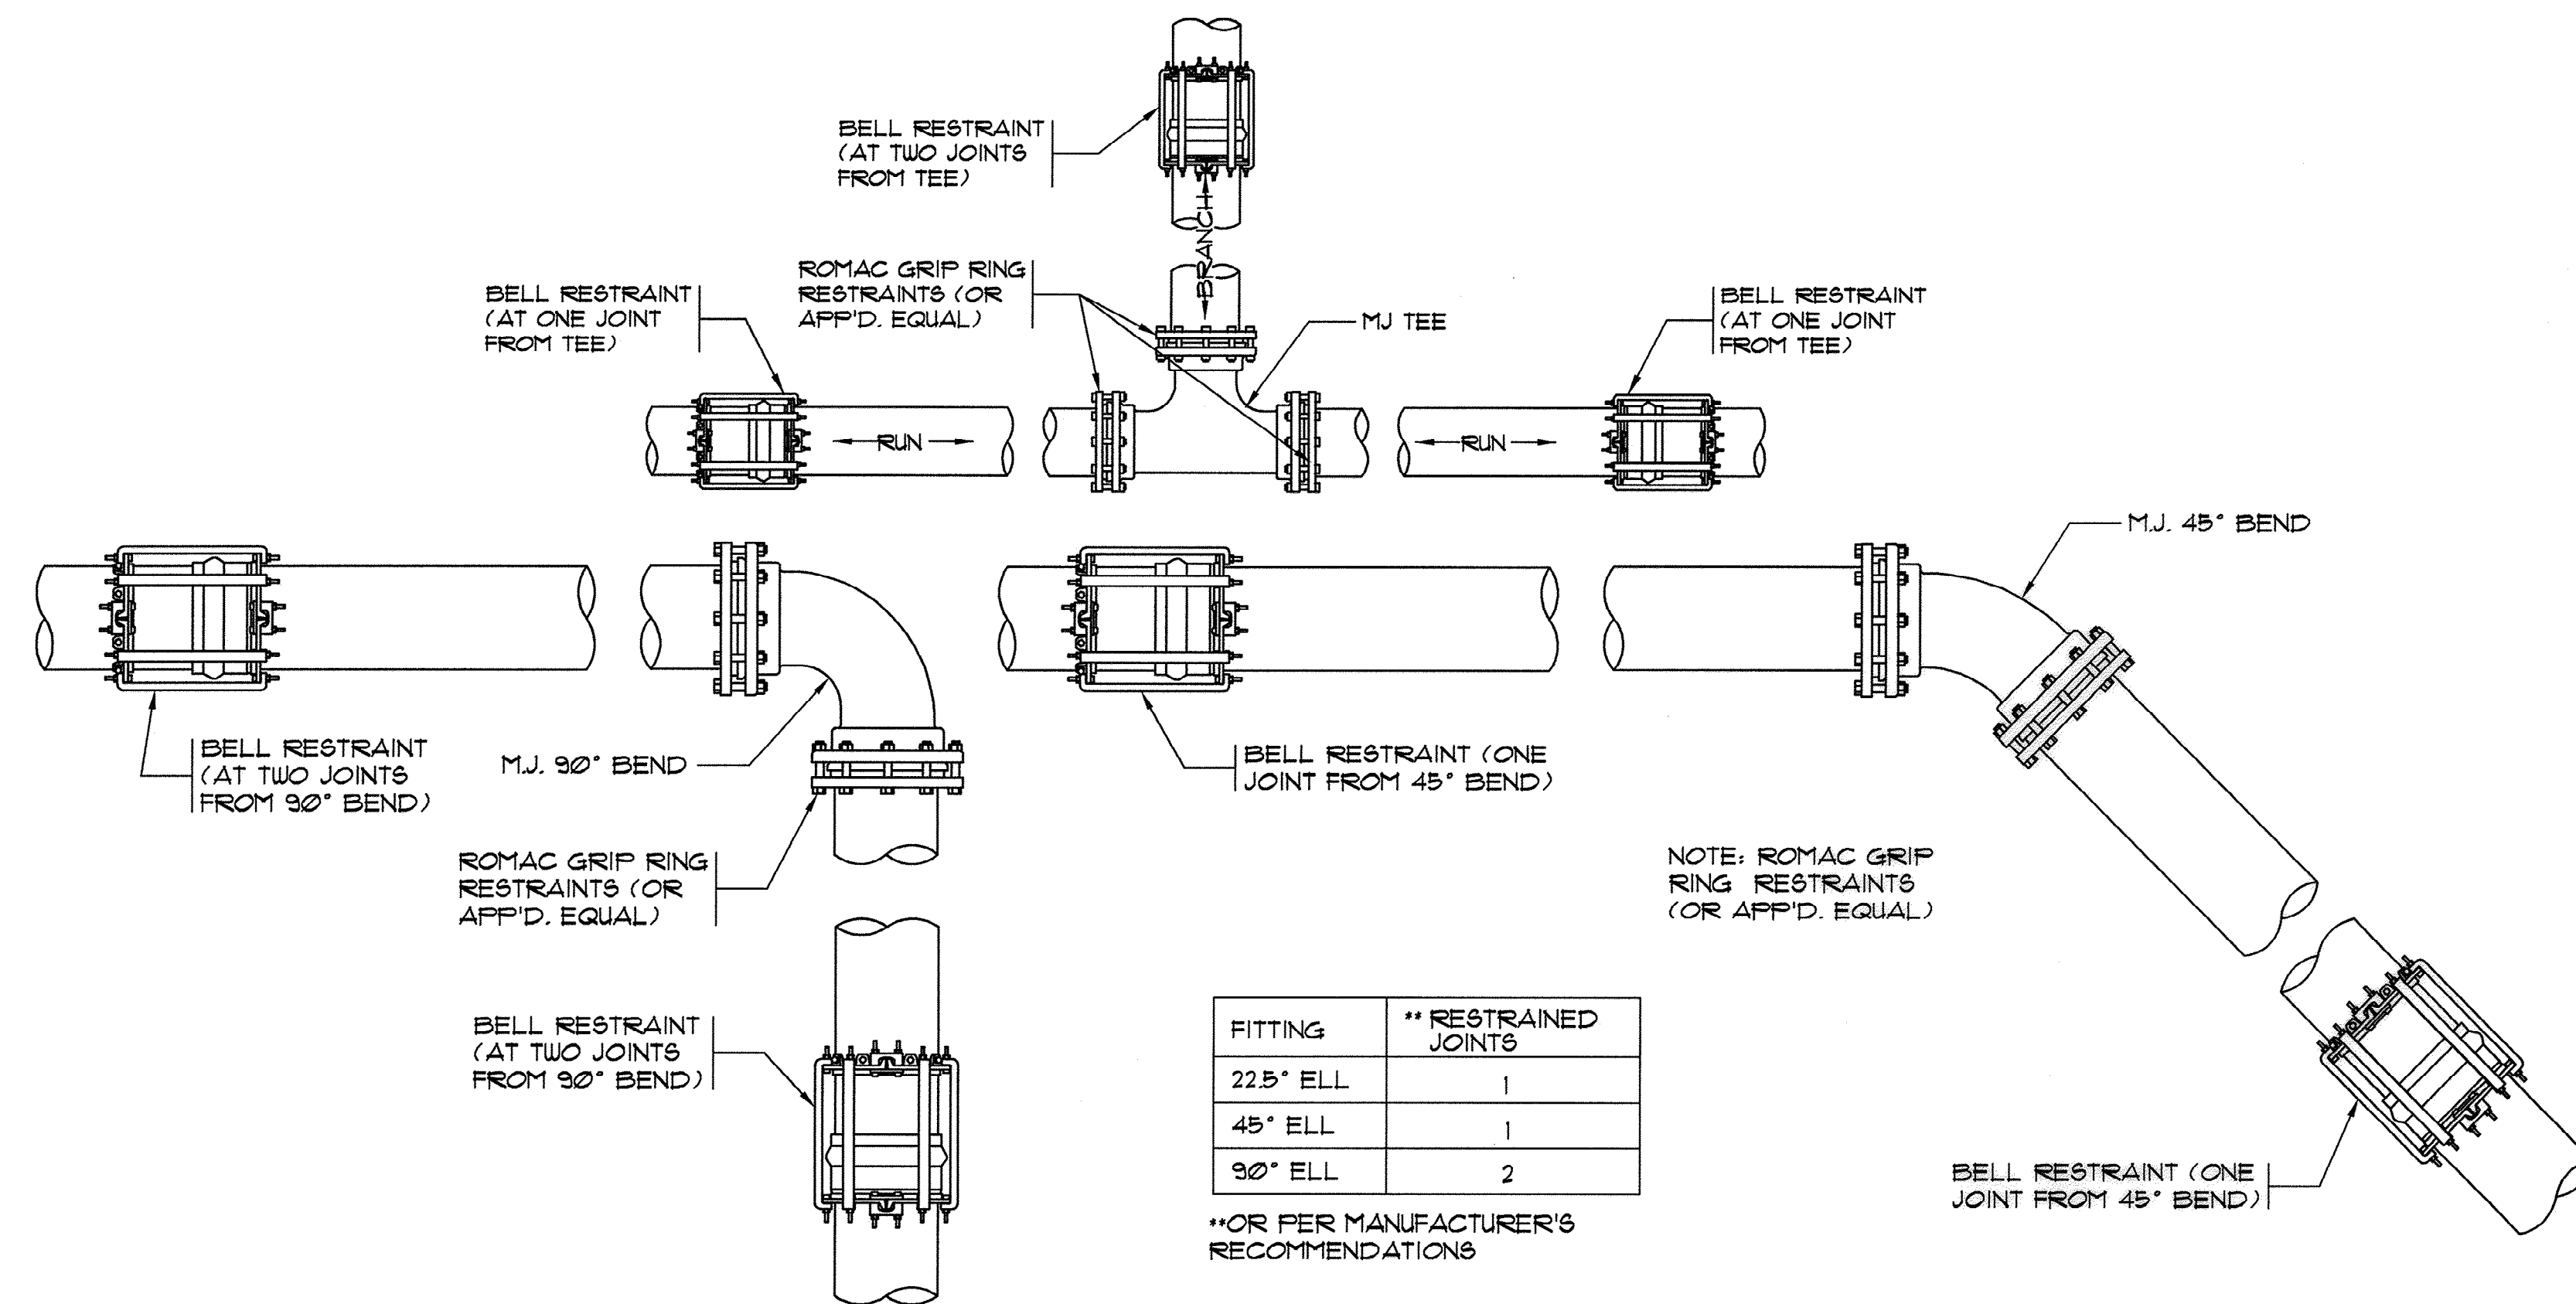 BELL RESTRAINT
(AT TWO JOINTS
FROM TEE)
BRANCH
ROMAC GRIP RING
RESTRAINTS (OR
APP'D. EQUAL)
BELL RESTRAINT
(AT ONE JOINT
FROM TEE)
MJ TEE
BELL RESTRAINT
(AT ONE JOINT
FROM TEE)
RUN
RUN
M.J. 45° BEND
BELL RESTRAINT
(AT TWO JOINTS
FROM 90° BEND)
M.J. 90° BEND
BELL RESTRAINT (ONE
JOINT FROM 45° BEND)
ROMAC GRIP RING
RESTRAINTS (OR
APP'D. EQUAL)
NOTE: ROMAC GRIP
RING RESTRAINTS
(OR APP'D. EQUAL)
BELL RESTRAINT
(AT TWO JOINTS
FROM 90° BEND)
FITTING
** RESTRAINED
JOINTS
22.5° ELL 1
45° ELL 1
90° ELL 2
**OR PER MANUFACTURER'S
RECOMMENDATIONS
BELL RESTRAINT (ONE
JOINT FROM 45° BEND)